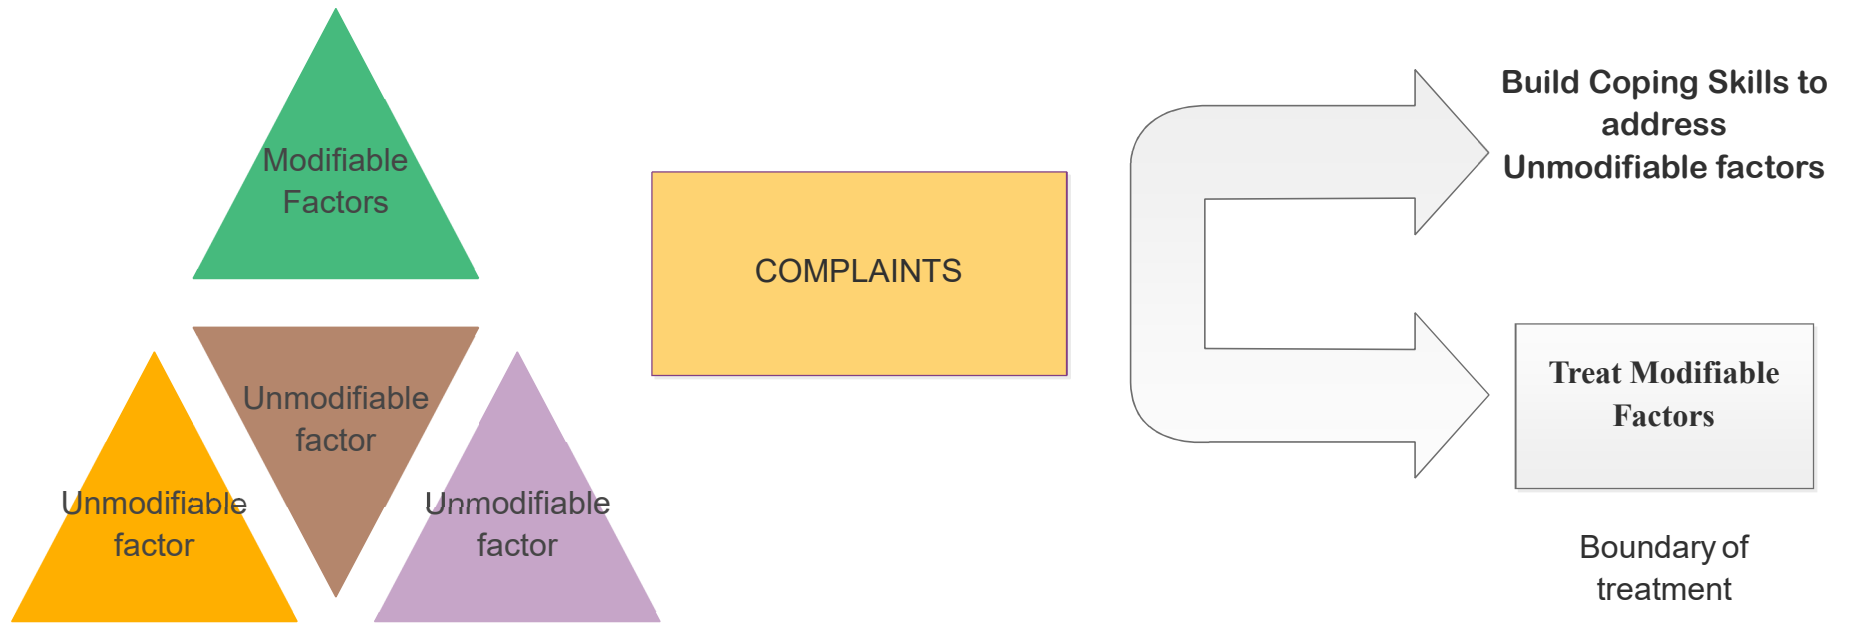 Modifiable
Factors
Unmodifiable
factor
Unmodifiable
factor
Unmodifiable
factor
COMPLAINTS
Build Coping Skills to
address
Unmodifiable factors
Treat Modifiable
Factors
Boundary of
treatment